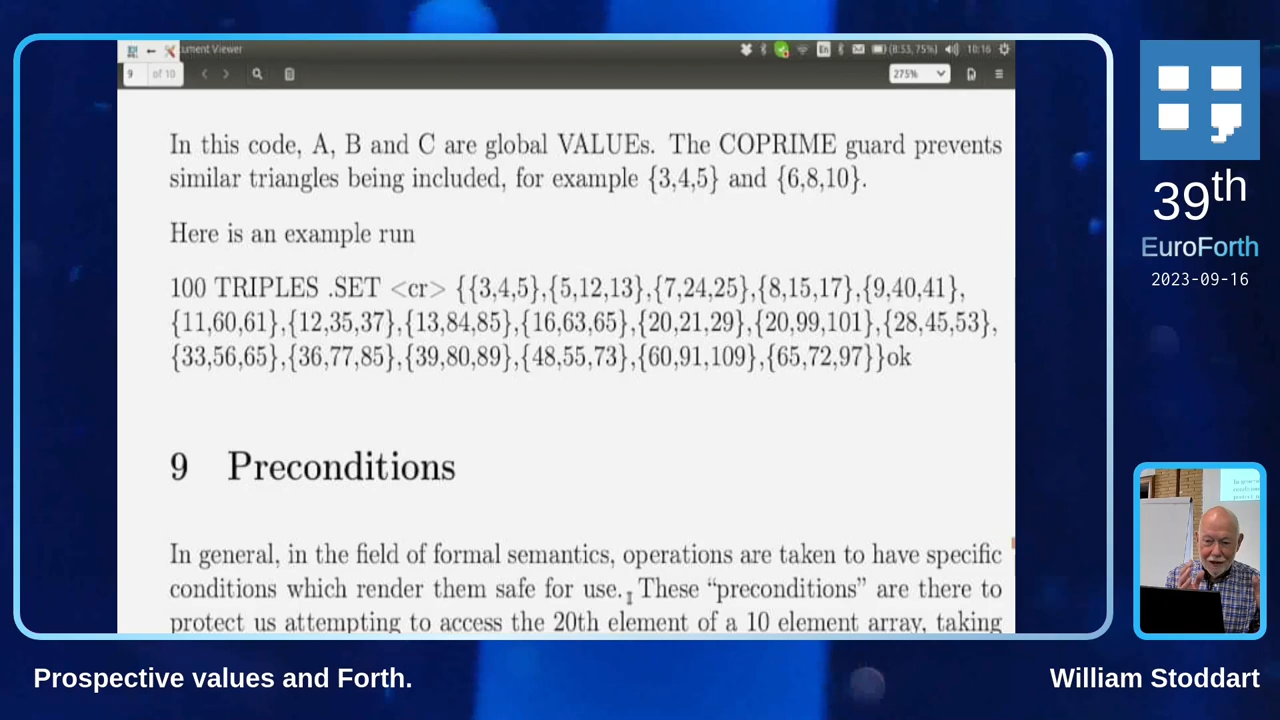 ument Viewer
En
(8:53, 75%)
10:16
9 of 10
275%
In this code, A, B and C are global VALUEs. The COPRIME guard prevents
similar triangles being included, for example {3,4,5} and {6,8,10}.
Here is an example run
100 TRIPLES .SET <cr> {{3,4,5},{5,12,13},{7,24,25},{8,15,17},{9,40,41},
{11,60,61},{12,35,37},{13,84,85},{16,63,65},{20,21,29},{20,99,101},{28,45,53},
{33,56,65},{36,77,85},{39,80,89},{48,55,73},{60,91,109},{65,72,97}}ok
9 Preconditions
In general, in the field of formal semantics, operations are taken to have specific
conditions which render them safe for use. These “preconditions” are there to
protect us attempting to access the 20th element of a 10 element array, taking
39th
EuroForth
2023-09-16
Prospective values and Forth.
William Stoddart